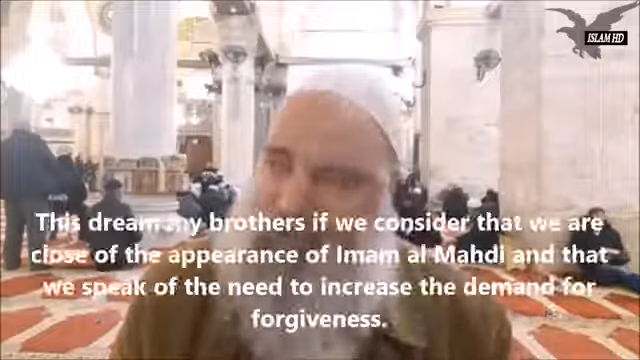 ISLAM HD
This dream my brothers if we consider that we are
close of the appearance of Imam al Mahdi and that
we speak of the need to increase the demand for
forgiveness.